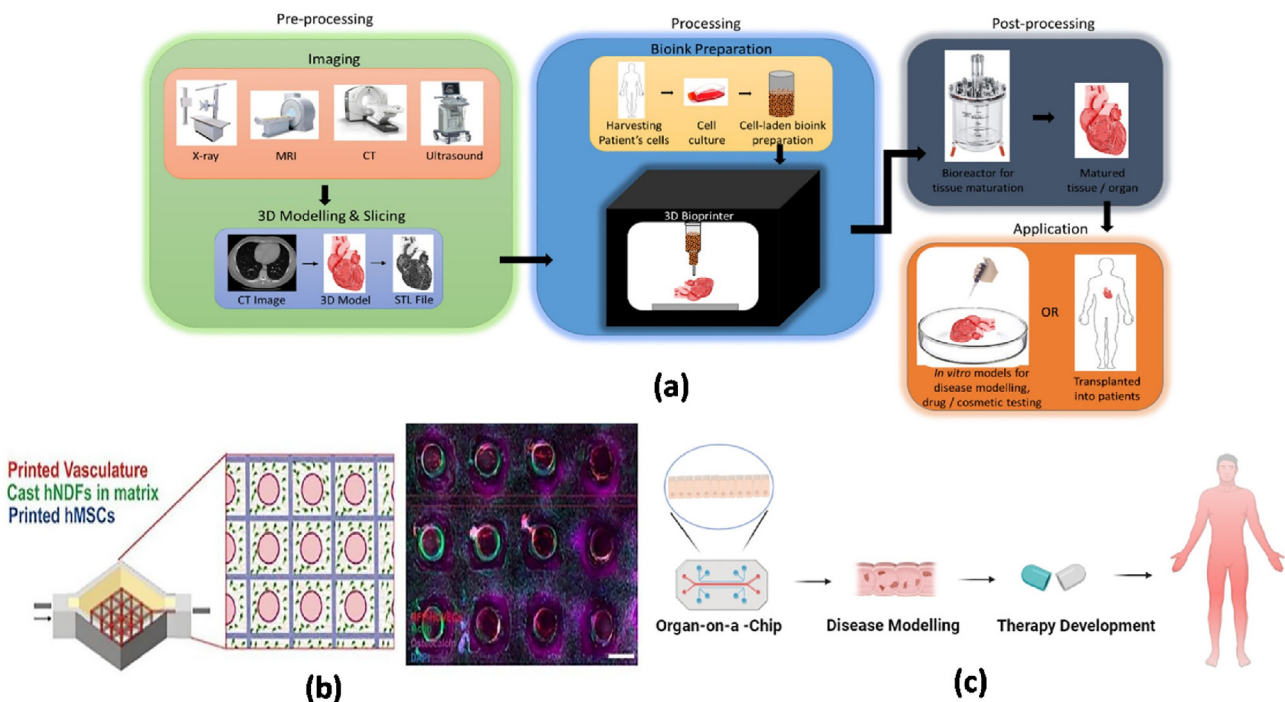 Pre-processing
Imaging
X-ray
MRI
CT
Ultrasound
3D Modelling & Slicing
CT Image
3D Model
STL File
Processing
Bioink Preparation
Harvesting
Patient's cells
Cell
culture
Cell-laden bioink
preparation
3D Bioprinter
Post-processing
Bioreactor for
tissue maturation
Matured
tissue / organ
Application
OR
In vitro models for
disease modelling,
drug / cosmetic testing
Transplanted
into patients
(a)
Printed Vasculature
Cast hNDFs in matrix
Printed hMSCs
(b)
Organ-on-a -Chip
Disease Modelling
Therapy Development
(c)